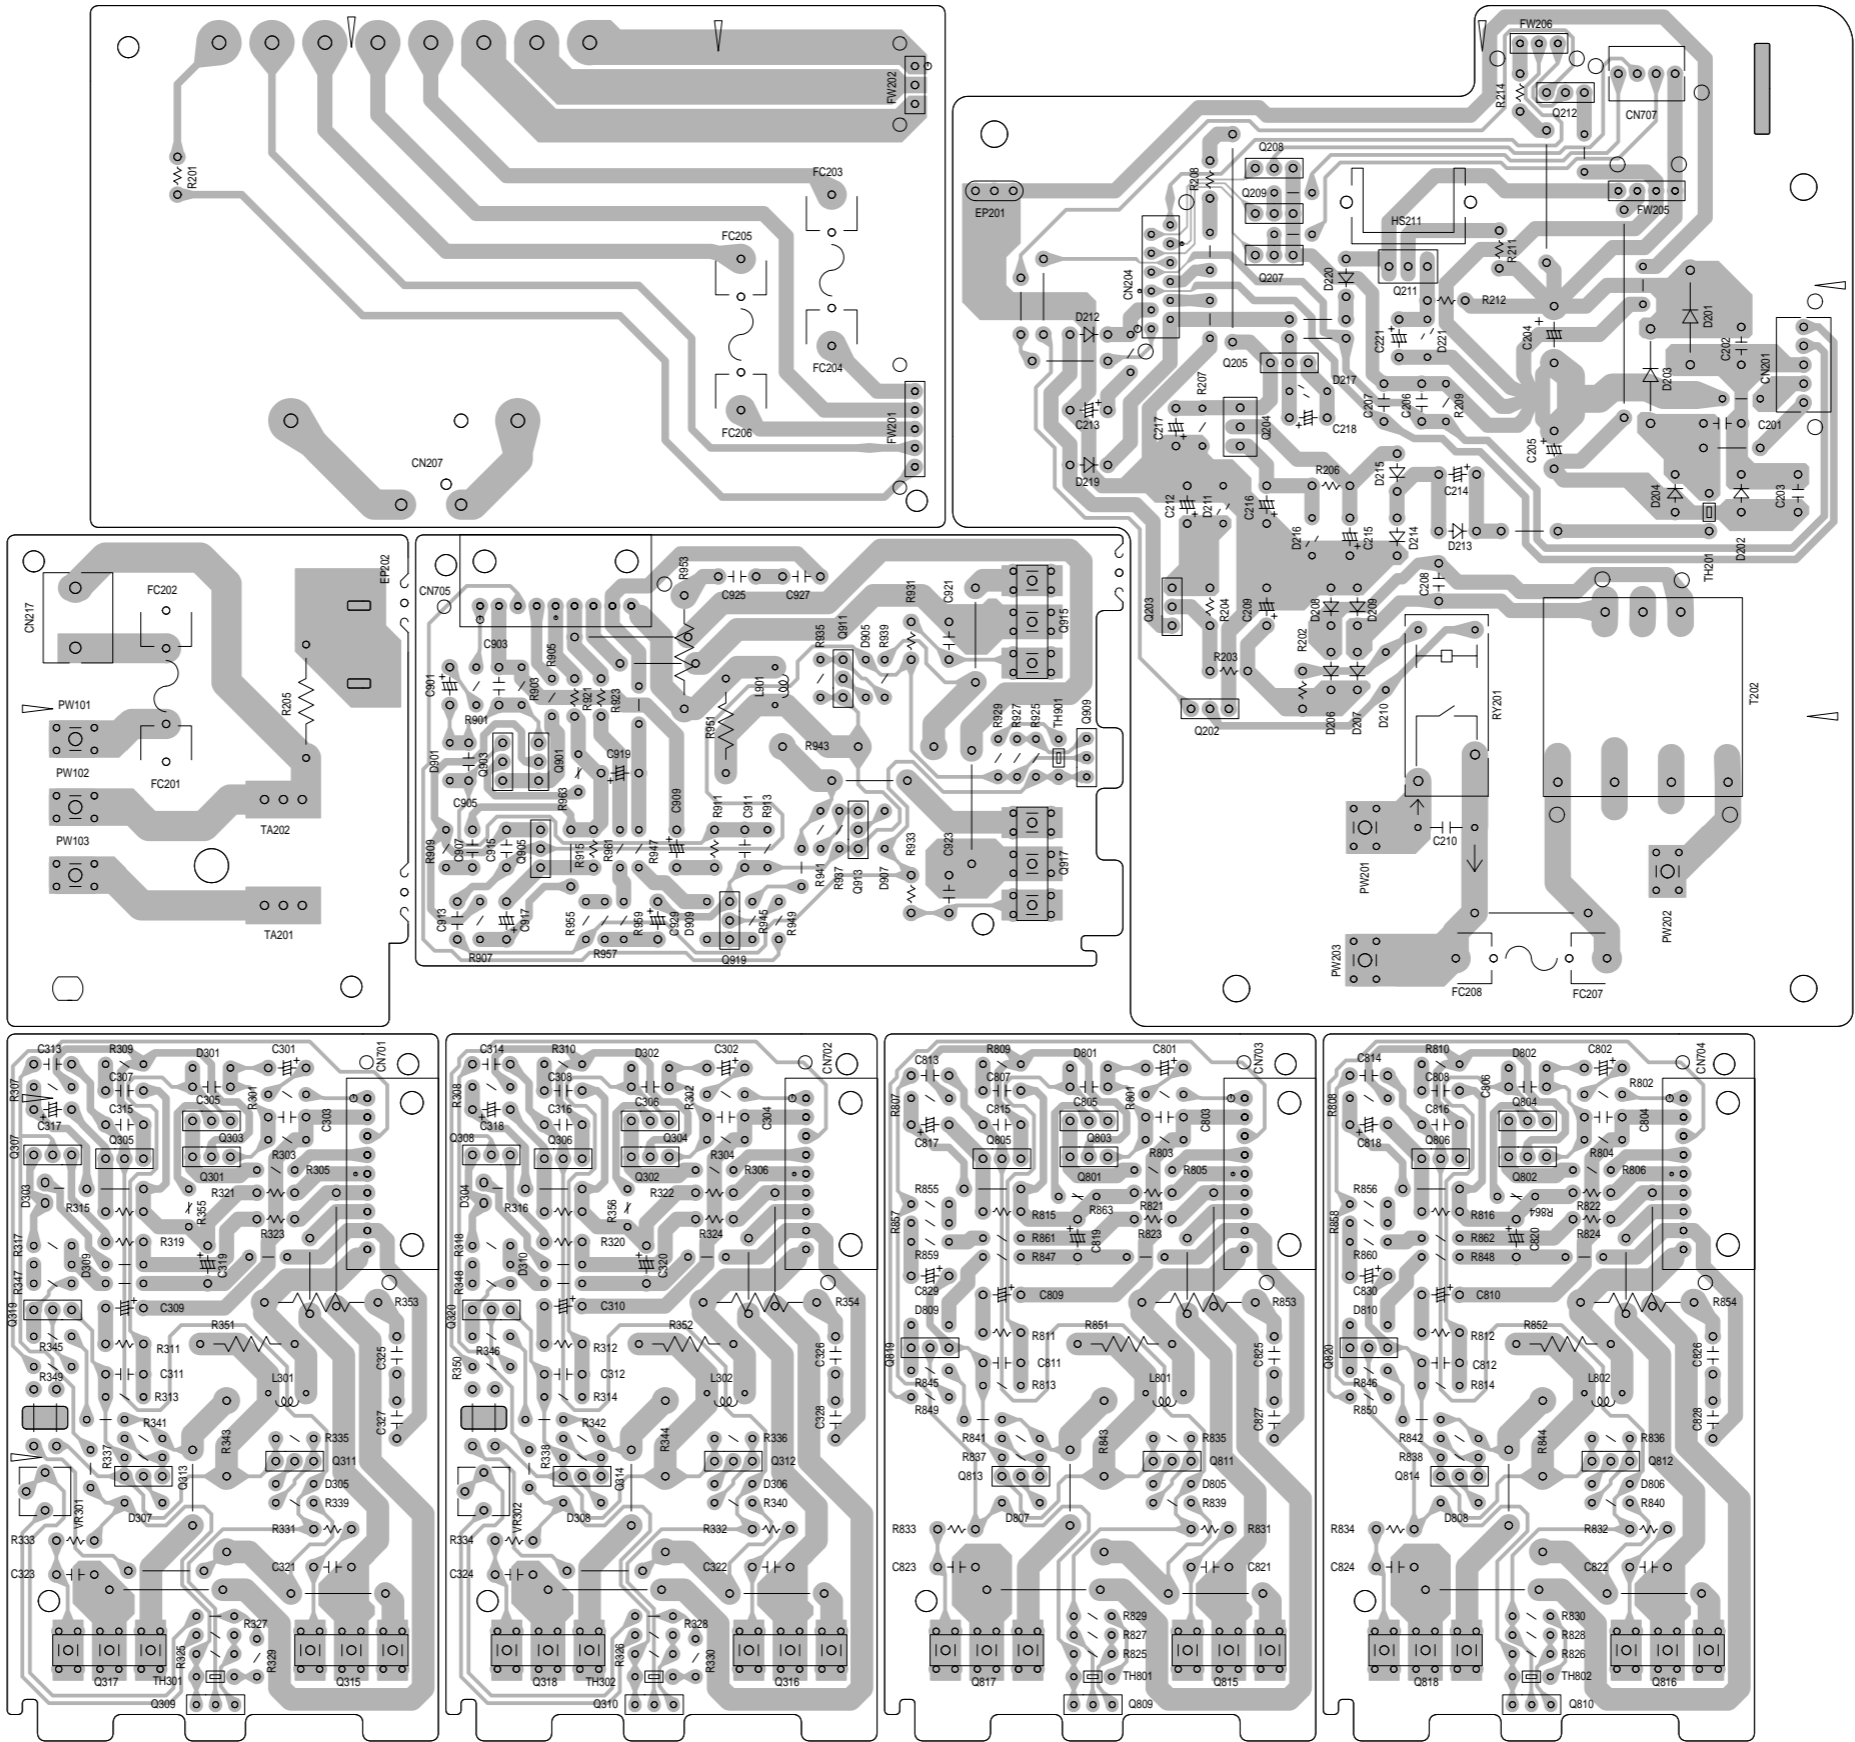 R201
FW202
FC203
FC205
FC204
FC206
FW201
CN207
FW206
R214
Q212
CN707
Q208
R208
Q209
EP201
HS211
FW205
R211
Q207
D220
CN204
Q211
R212
D201
D212
C221
D221
C204
C202
CN201
Q205
R207
D217
D203
C207
C206
R209
C213
C217
Q204
C218
C205
C201
D219
R206
D215
C214
D204
C203
C212
D211
C216
D216
C215
D214
D213
TH201
D202
CN217
FC202
EP202
PW101
R205
PW102
FC201
PW103
TA202
TA201
CN705
R953
C925
C927
R931
C921
Q915
C903
R905
R935
Q911
D905
R939
C901
R903
R921
R923
L901
R901
R951
R929
R927
R925
TH901
Q909
D901
Q903
Q901
C919
R943
C905
R963
C909
R911
C911
R913
R909
C907
C915
Q905
R915
R961
R947
R941
R937
Q913
D907
R933
C923
Q917
C913
C917
R955
R959
C929
D909
R945
R949
R907
R957
Q919
Q203
R204
C209
D208
D209
C208
R202
R203
RY201
T202
Q202
D206
D207
D210
C210
PW201
PW202
PW203
FC208
FC207
C313
R309
D301
C301
CN701
R307
C307
C305
R301
C317
C315
C303
Q307
Q305
Q303
R303
R305
Q301
D303
R321
R315
R355
R323
R317
R319
D309
C319
R347
Q319
C309
R353
R351
R345
R311
C325
R349
C311
L301
R313
C327
R341
R343
R335
R337
Q313
Q311
D305
VR301
D307
R339
R333
R331
C323
C321
R327
R325
R329
Q317
TH301
Q315
Q309
C314
R310
D302
C302
CN702
R308
C308
C306
R302
C318
C316
C304
Q308
Q306
Q304
R304
R306
Q302
D304
R322
R316
R356
R324
R318
R320
D310
C320
R348
Q320
C310
R354
R352
R346
R312
C326
R350
C312
L302
R314
C328
R342
R344
R336
R338
Q314
Q312
D306
VR302
D308
R340
R334
R332
C324
C322
R328
R326
R330
Q318
TH302
Q316
Q310
C813
R809
D801
C801
CN703
R807
C807
C805
R801
C817
C815
C803
Q805
Q803
R803
R805
Q801
R855
R857
R815
R863
R821
R859
R861
C819
R823
R847
C829
C809
R853
D809
R811
R851
C825
Q819
C811
R845
R813
L801
R849
C827
R841
R843
R835
R837
Q811
Q813
D805
D807
R839
R833
R831
C823
C821
R829
R827
R825
TH801
Q817
Q815
Q809
C814
R810
D802
C802
CN704
R808
C808
C806
R802
C818
C816
Q804
C804
Q806
R804
R806
Q802
R856
R858
R816
R864
R822
R860
R862
C820
R824
R848
C830
C810
R854
D810
R812
R852
C826
Q820
C812
R846
R814
L802
R850
C828
R842
R844
R836
R838
Q812
Q814
D806
D808
R840
R834
R832
C824
C822
R830
R828
R826
TH802
Q818
Q816
Q810